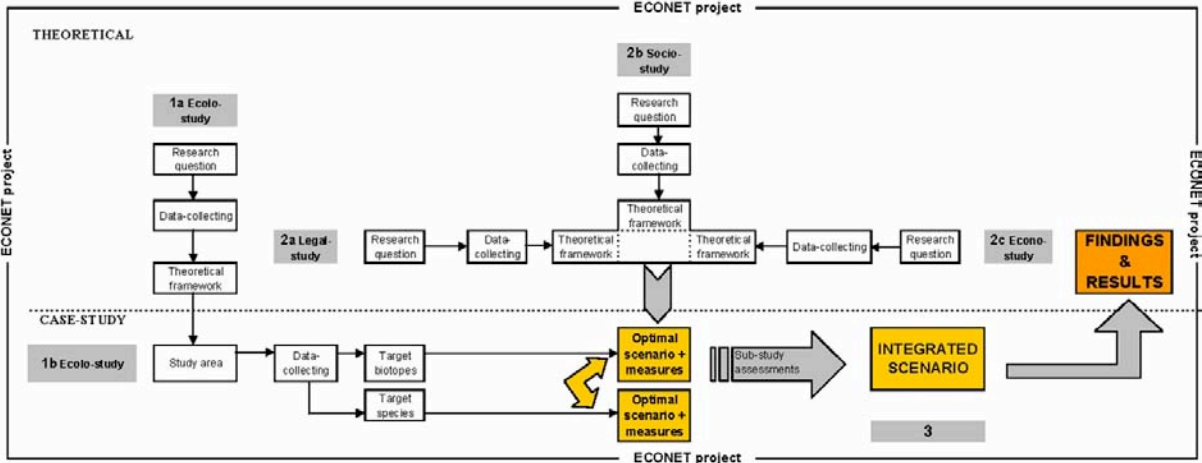 ECONET project
THEORETICAL
2b Socio-
study
1a Ecolo-
study
Research
question
Data-
collecting
Theoretical
framework
Research
question
Data-collecting
Theoretical
framework
2a Legal-
study
Research
question
Data-
collecting
Theoretical
framework
Theoretical
framework
Data-collecting
Research
question
2c Econo-
study
FINDINGS
&
RESULTS
ECONET project
ECONET project
CASE-STUDY
1b Ecolo-study
Study area
Data-
collecting
Target
biotopes
Target
species
Optimal
scenario +
measures
Optimal
scenario +
measures
Sub-study
assessments
INTEGRATED
SCENARIO
3
ECONET project